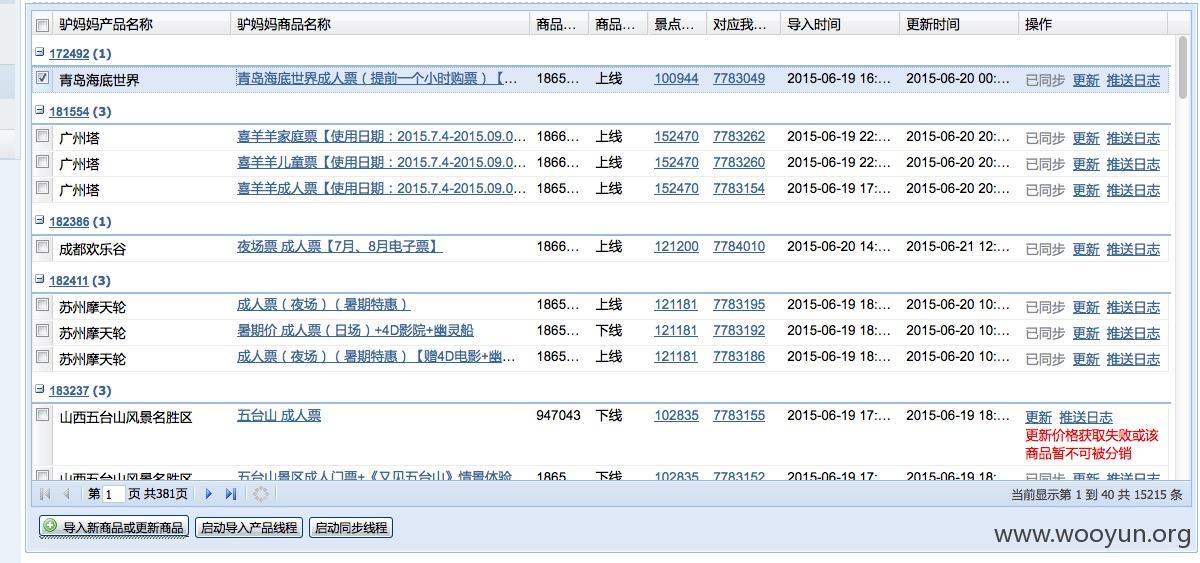 驴妈妈产品名称 驴妈妈商品名称 商品... 商品... 景点... 对应我... 导入时间 更新时间 操作
172492 (1)
青岛海底世界 青岛海底世界成人票（提前一个小时购票）【... 1865... 上线 100944 7783049 2015-06-19 16:... 2015-06-20 00:... 已同步 更新 推送日志
181554 (3)
广州塔 喜羊羊家庭票【使用日期：2015.7.4-2015.09.0... 1866... 上线 152470 7783262 2015-06-19 22:... 2015-06-20 20:... 已同步 更新 推送日志
广州塔 喜羊羊儿童票【使用日期：2015.7.4-2015.09.0... 1866... 上线 152470 7783260 2015-06-19 22:... 2015-06-20 20:... 已同步 更新 推送日志
广州塔 喜羊羊成人票【使用日期：2015.7.4-2015.09.0... 1865... 上线 152470 7783154 2015-06-19 17:... 2015-06-20 20:... 已同步 更新 推送日志
182386 (1)
成都欢乐谷 夜场票 成人票【7月、8月电子票】 1866... 上线 121200 7784010 2015-06-20 14:... 2015-06-21 12:... 已同步 更新 推送日志
182411 (3)
苏州摩天轮 成人票（夜场）（暑期特惠） 1865... 上线 121181 7783195 2015-06-19 18:... 2015-06-20 10:... 已同步 更新 推送日志
苏州摩天轮 暑期价 成人票（日场）+4D影院+幽灵船 1865... 下线 121181 7783192 2015-06-19 18:... 2015-06-20 10:... 已同步 更新 推送日志
苏州摩天轮 成人票（夜场）（暑期特惠）【赠4D电影+幽... 1865... 下线 121181 7783186 2015-06-19 18:... 2015-06-20 10:... 已同步 更新 推送日志
183237 (3)
山西五台山风景名胜区 五台山 成人票 947043 下线 102835 7783155 2015-06-19 17:... 2015-06-19 18:... 更新 推送日志
更新价格获取失败或该
商品暂不可被分销
山西五台山风景名胜区 五台山景区成人门票+《又见五台山》情景体验 1865... 下线 102835 7783152 2015-06-19 17:... 2015-06-19 18:... 已同步 更新 推送日志
第 1 页 共381页 当前显示第 1 到 40 共 15215 条
导入新商品或更新商品 启动导入产品线程 启动同步线程
www.wooyun.org